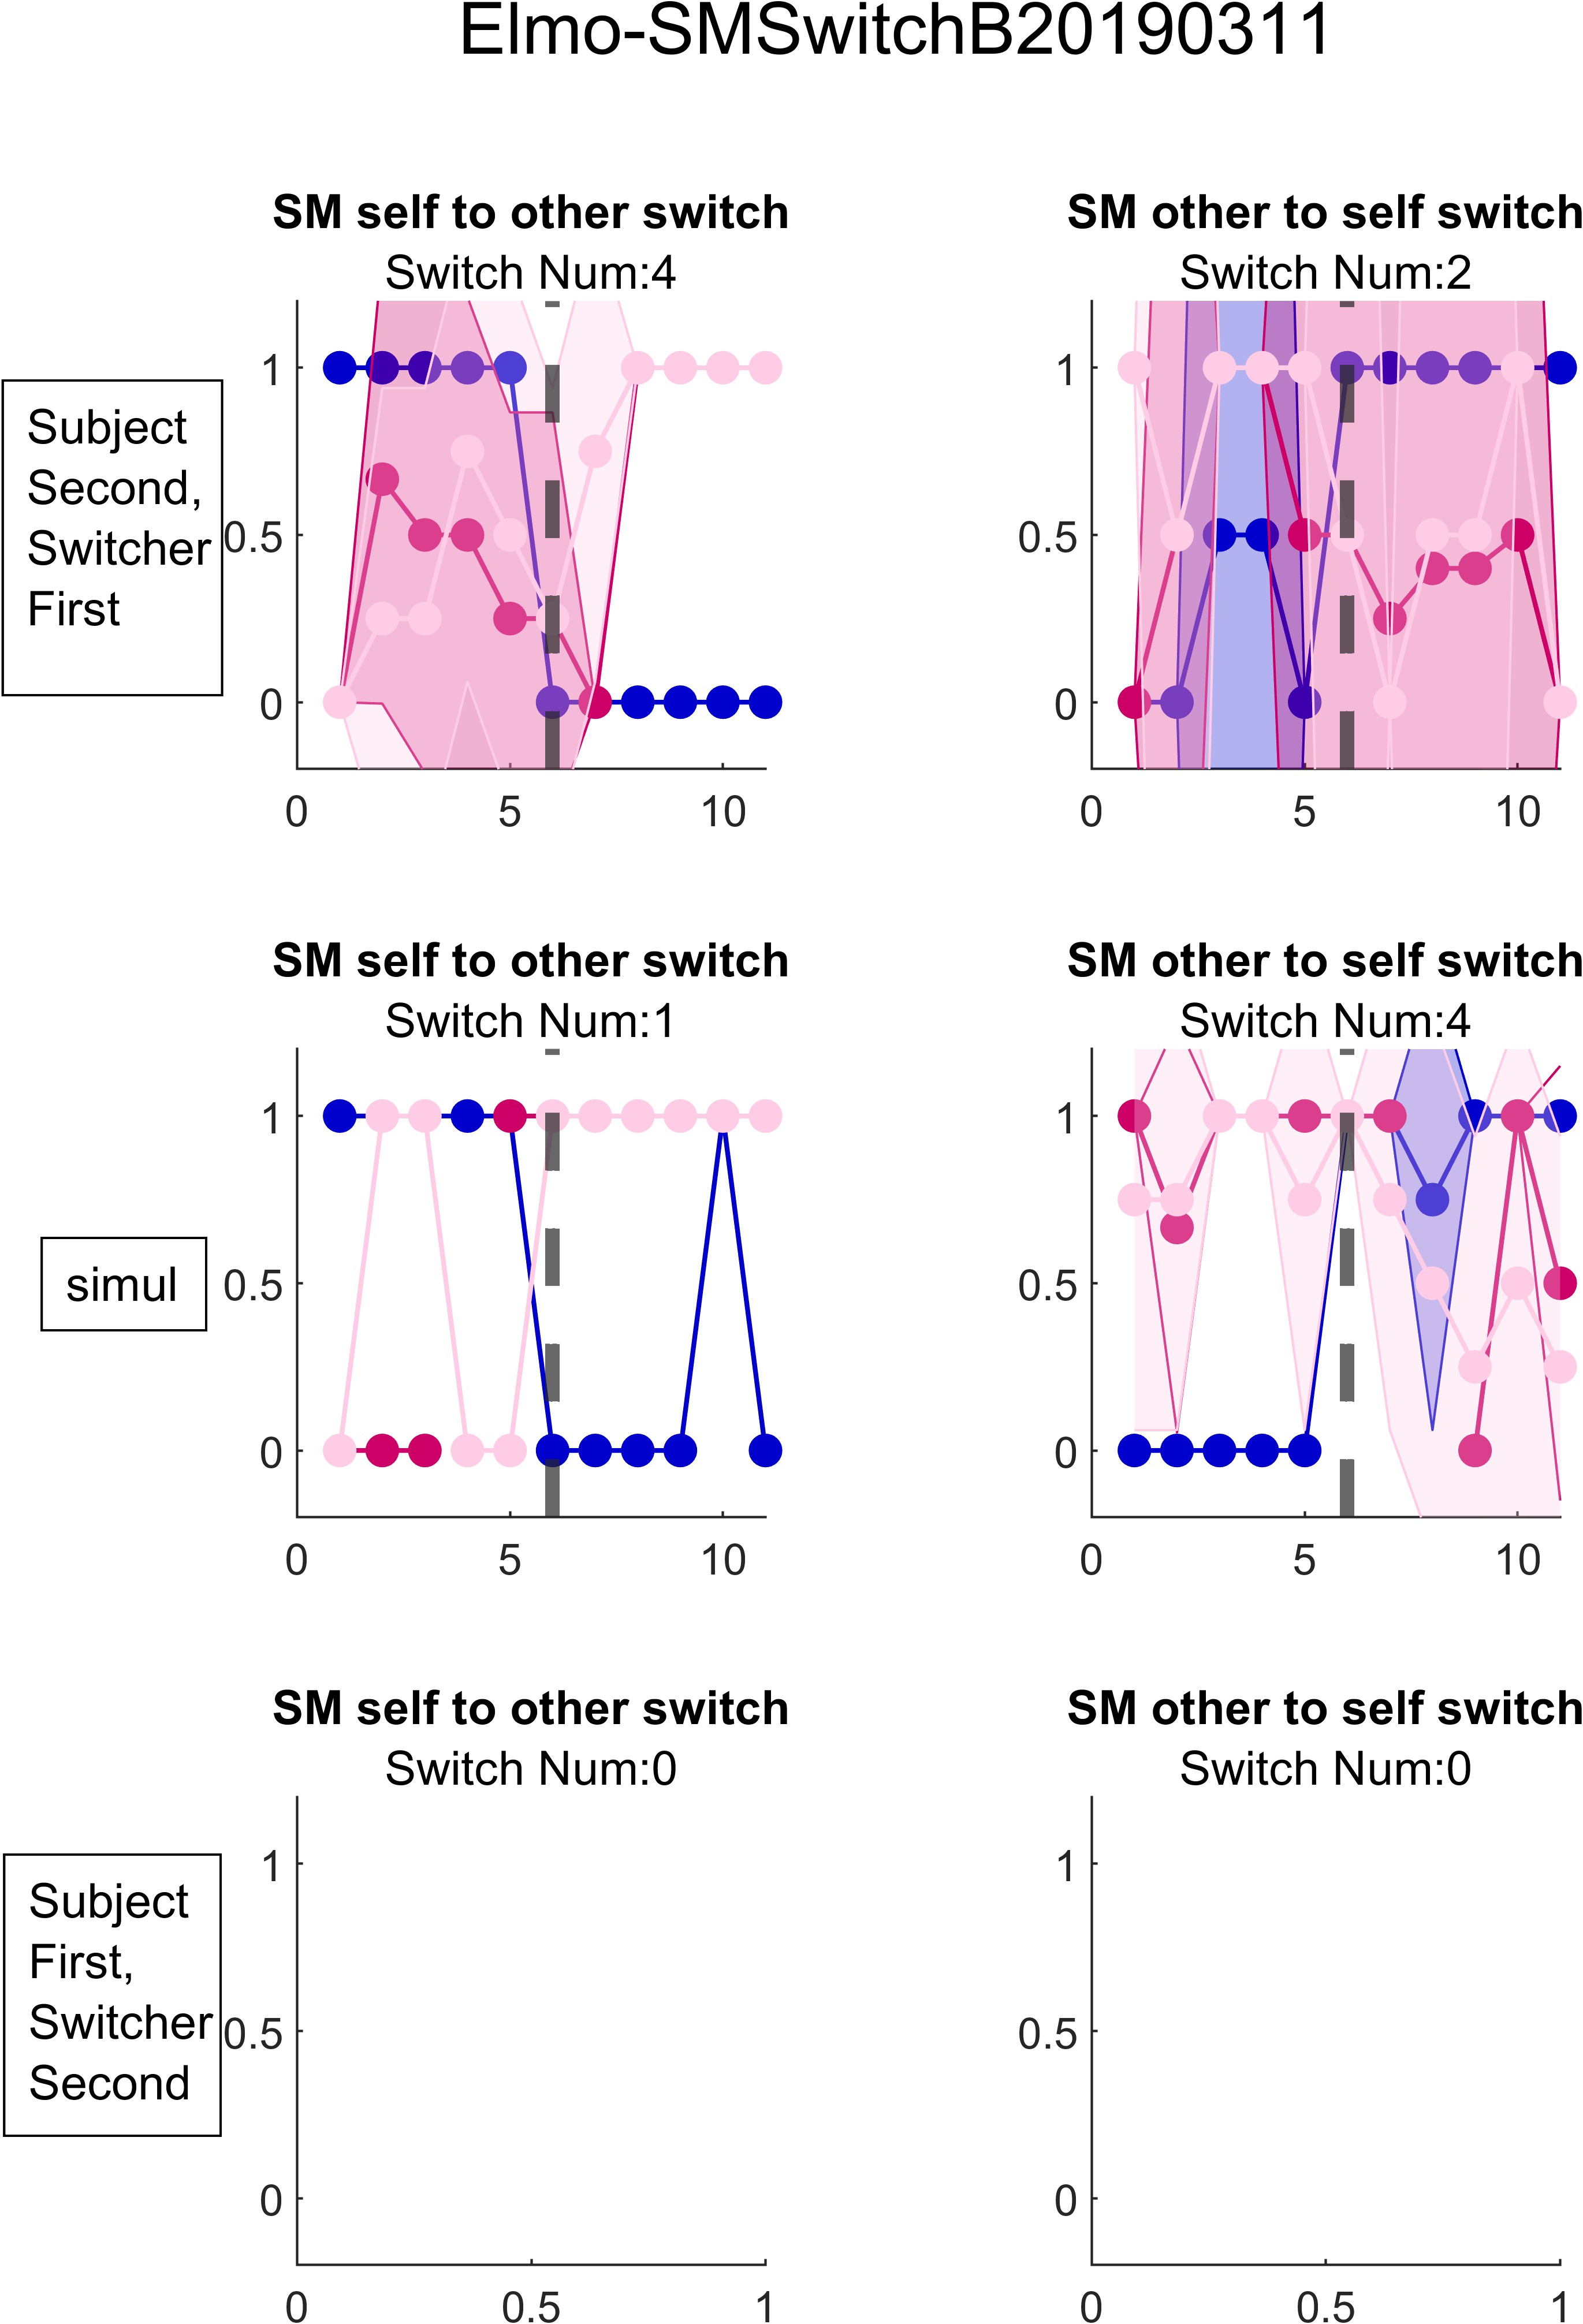 Elmo-SMSwitchB20190311
SM self to other switch
Switch Num:4
SM other to self switch
Switch Num:2
Subject
Second,
Switcher
First
1
0.5
0
0
5
10
1
0.5
0
0
5
10
SM self to other switch
Switch Num:1
SM other to self switch
Switch Num:4
simul
1
0.5
0
0
5
10
1
0.5
0
0
5
10
SM self to other switch
Switch Num:0
SM other to self switch
Switch Num:0
Subject
First,
Switcher
Second
1
0.5
0
0
0.5
1
1
0.5
0
0
0.5
1